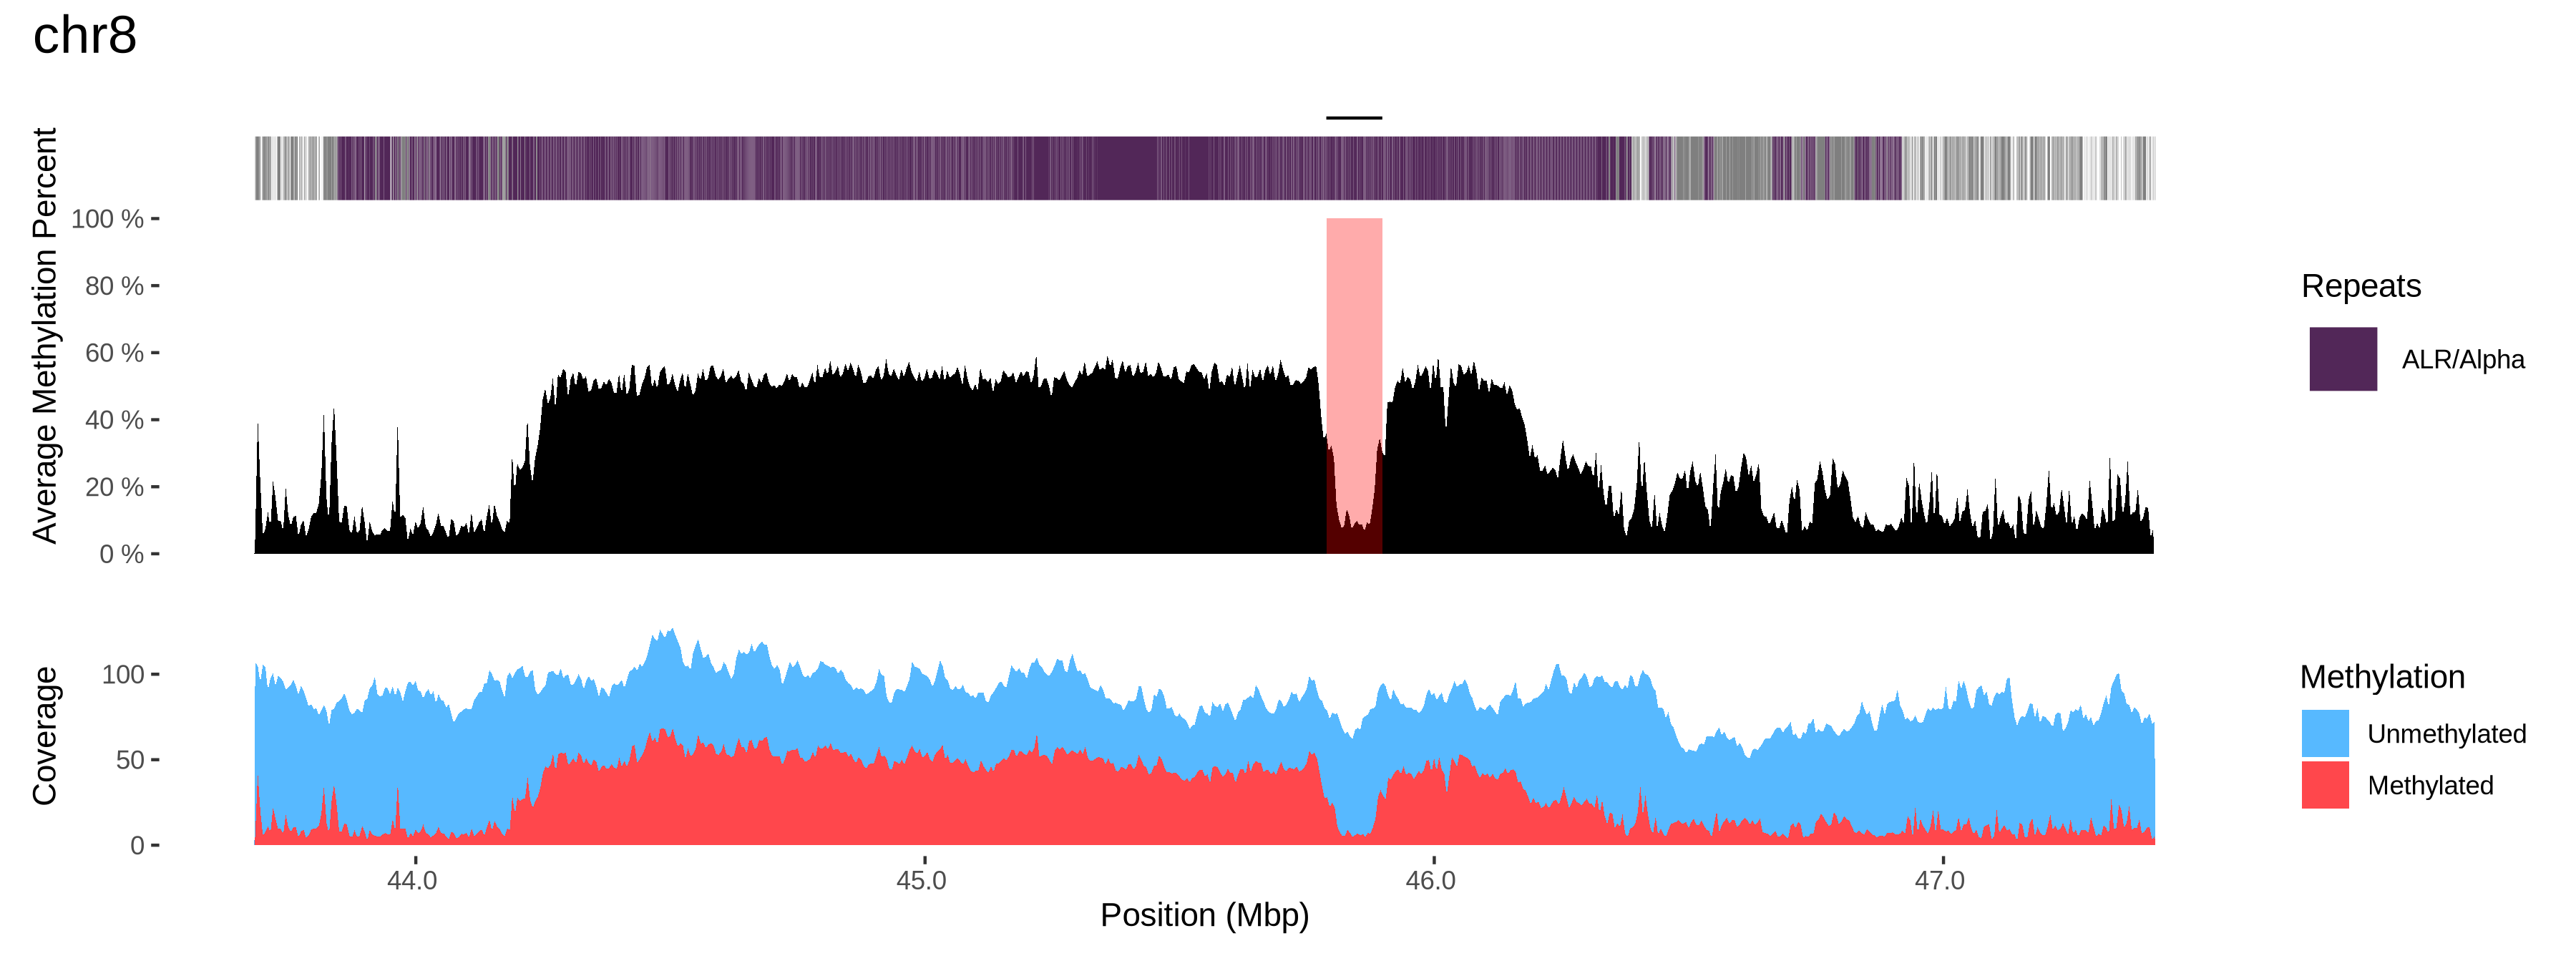 chr8
Average Methylation Percent
100 %
80 %
60 %
40 %
20 %
0 %
Repeats
ALR/Alpha
Coverage
100
50
0
Methylation
Unmethylated
Methylated
44.0 45.0 46.0 47.0
Position (Mbp)